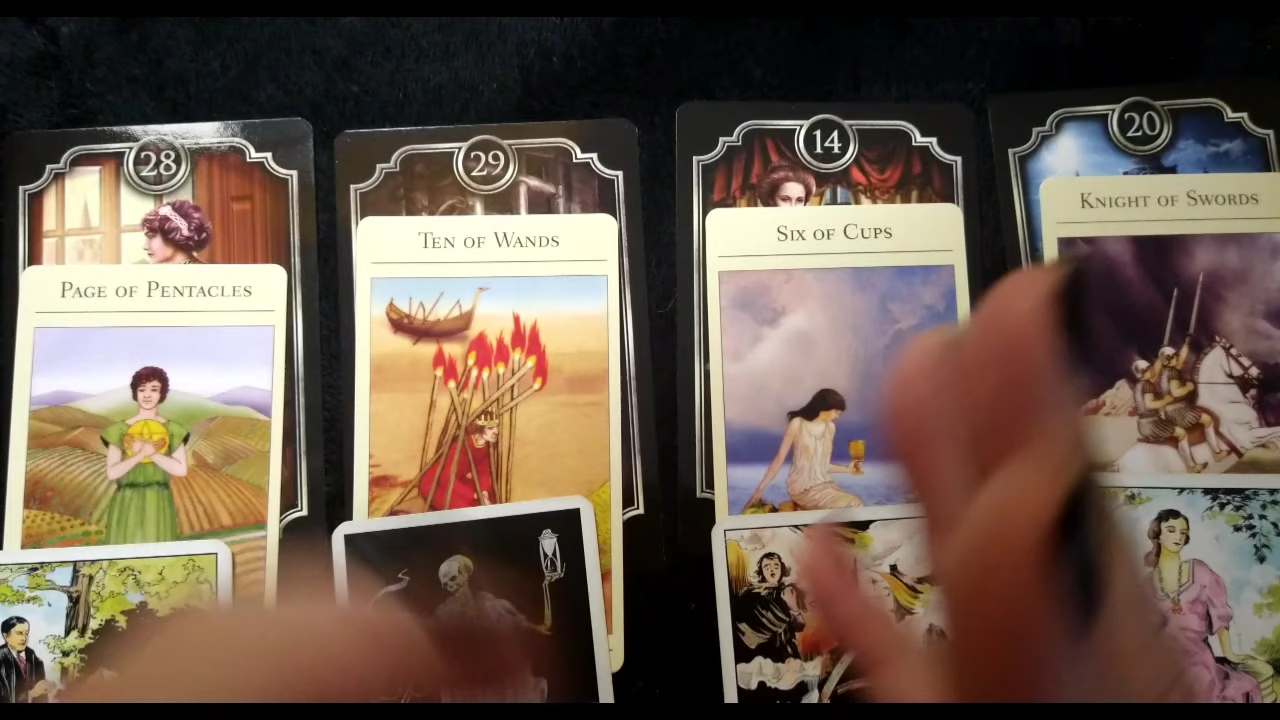 28
29
14
20
PAGE OF PENTACLES
TEN OF WANDS
SIX OF CUPS
KNIGHT OF SWORDS